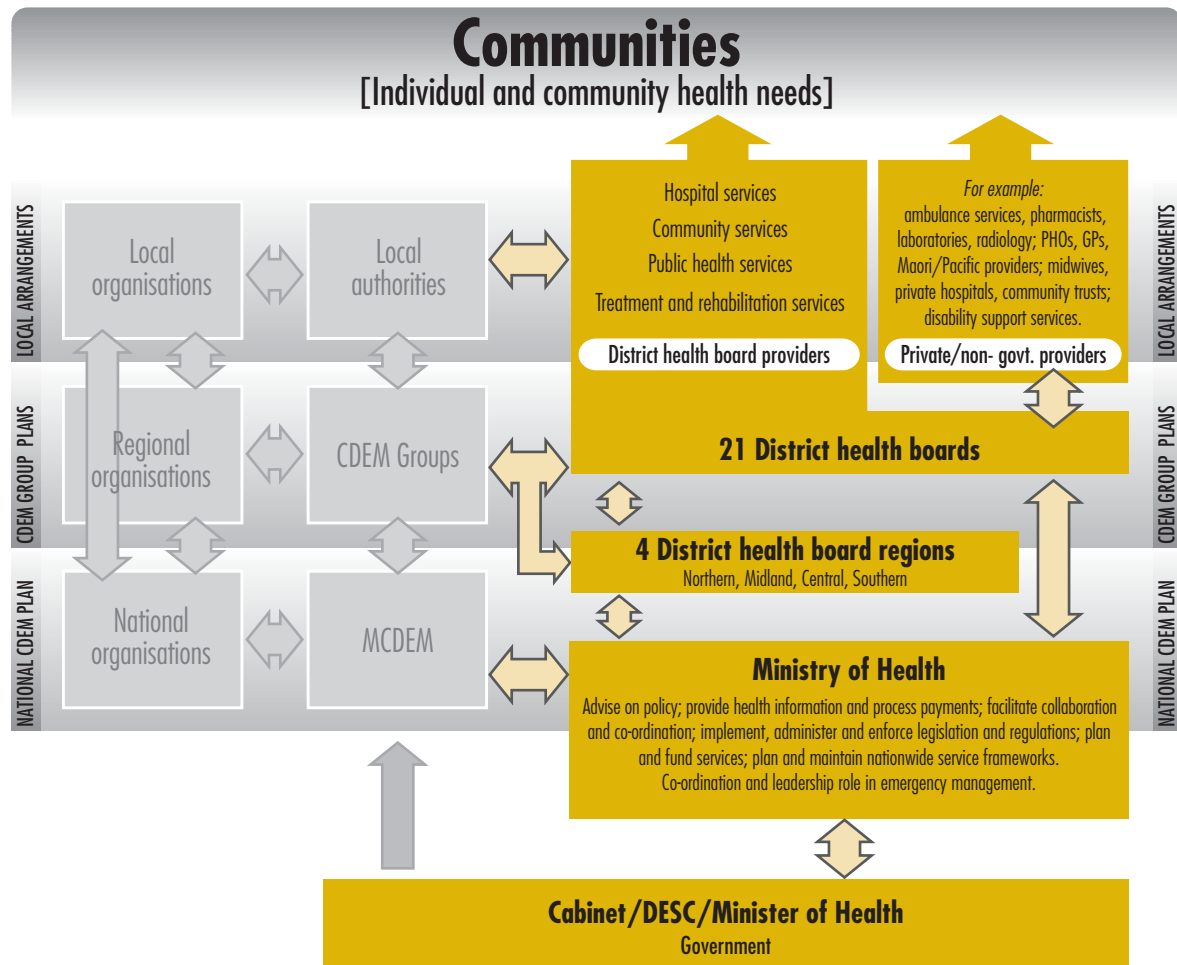 Communities
[Individual and community health needs]
LOCAL ARRANGEMENTS
Local
organisations
Local
authorities
Hospital services
Community services
Public health services
Treatment and rehabilitation services
District health board providers
For example:
ambulance services, pharmacists,
laboratories, radiology; PHOs, GPs,
Maori/Pacific providers; midwives,
private hospitals, community trusts;
disability support services.
Private/non- govt. providers
LOCAL ARRANGEMENTS
CDEM GROUP PLANS
Regional
organisations
CDEM Groups
21 District health boards
4 District health board regions
Northern, Midland, Central, Southern
CDEM GROUP PLANS
NATIONAL CDEM PLAN
National
organisations
MCDEM
Ministry of Health
Advise on policy; provide health information and process payments; facilitate collaboration
and co-ordination; implement, administer and enforce legislation and regulations; plan
and fund services; plan and maintain nationwide service frameworks.
Co-ordination and leadership role in emergency management.
NATIONAL CDEM PLAN
Cabinet/DESC/Minister of Health
Government